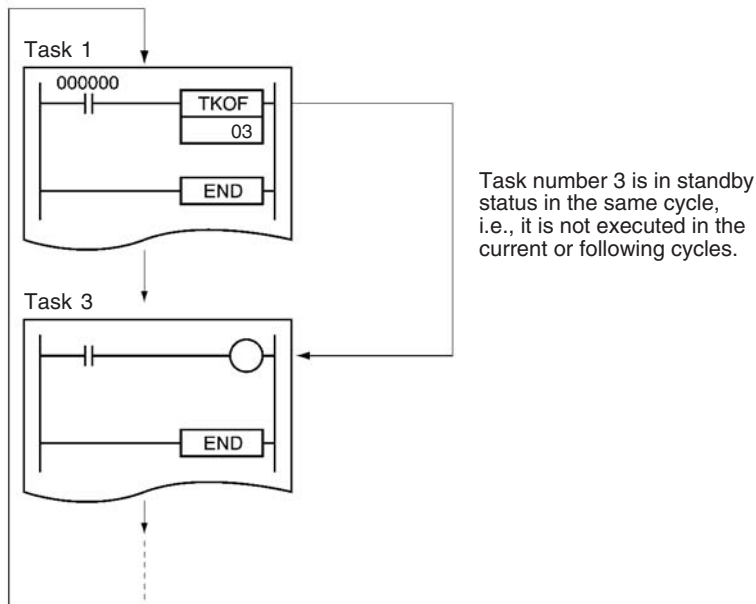 Task 1
000000
TKOF
03
END
Task number 3 is in standby
status in the same cycle,
i.e., it is not executed in the
current or following cycles.
Task 3
END